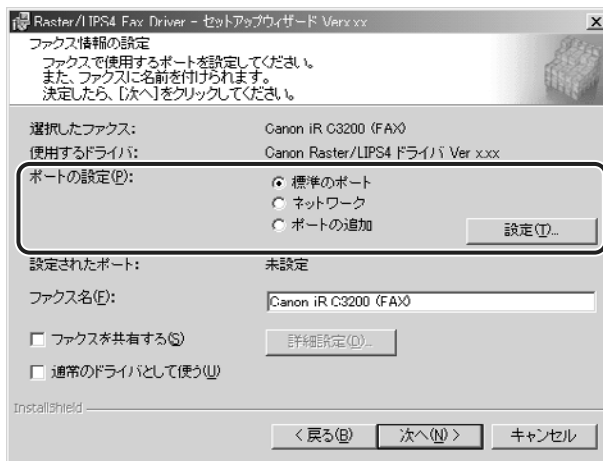 Raster/LIPS4 Fax Driver - セットアップウィザード Verx.xx
ファクス情報の設定
ファクスで使用するポートを設定してください。
また、ファクスに名前を付けられます。
決定したら、[次へ]をクリックしてください。
選択したファクス: Canon iR C3200 (FAX)
使用するドライバ: Canon Raster/LIPS4 ドライバ Ver x.xx
ポートの設定(P): 標準のポート
ネットワーク
ポートの追加 設定(T)...
設定されたポート: 未設定
ファクス名(F): Canon iR C3200 (FAX)
ファクスを共有する(S) 詳細設定(D)...
通常のドライバとして使う(U)
InstallShield
< 戻る(B) 次へ(N) > キャンセル